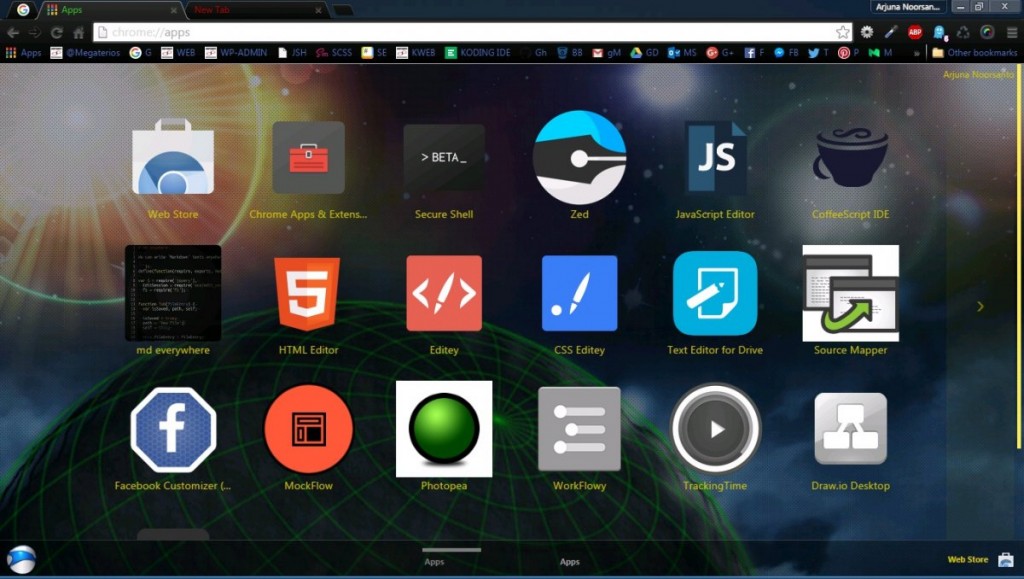 Apps
New Tab
Arjuna Noorsan...
chrome://apps
ABP
6
Apps @Megaterios G WEB WP-ADMIN JSH SCSS SE KWEB KODING IDE Gh BB gM GD MS G+ F FB T P M » Other bookmarks
Arjuna Noorsanto
> BETA_
JS
Web Store
Chrome Apps & Extens...
Secure Shell
Zed
JavaScript Editor
CoffeeScript IDE
5
md everywhere
HTML Editor
Editey
CSS Editey
Text Editor for Drive
Source Mapper
f
Facebook Customizer (...
MockFlow
Photopea
WorkFlowy
TrackingTime
Draw.io Desktop
Apps
Apps
Web Store